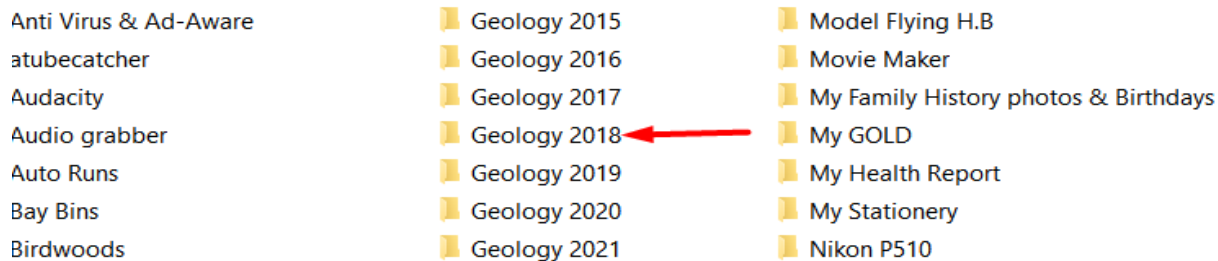 Anti Virus & Ad-Aware
atubecatcher
Audacity
Audio grabber
Auto Runs
Bay Bins
Birdwoods
Geology 2015
Geology 2016
Geology 2017
Geology 2018
Geology 2019
Geology 2020
Geology 2021
Model Flying H.B
Movie Maker
My Family History photos & Birthdays
My GOLD
My Health Report
My Stationery
Nikon P510